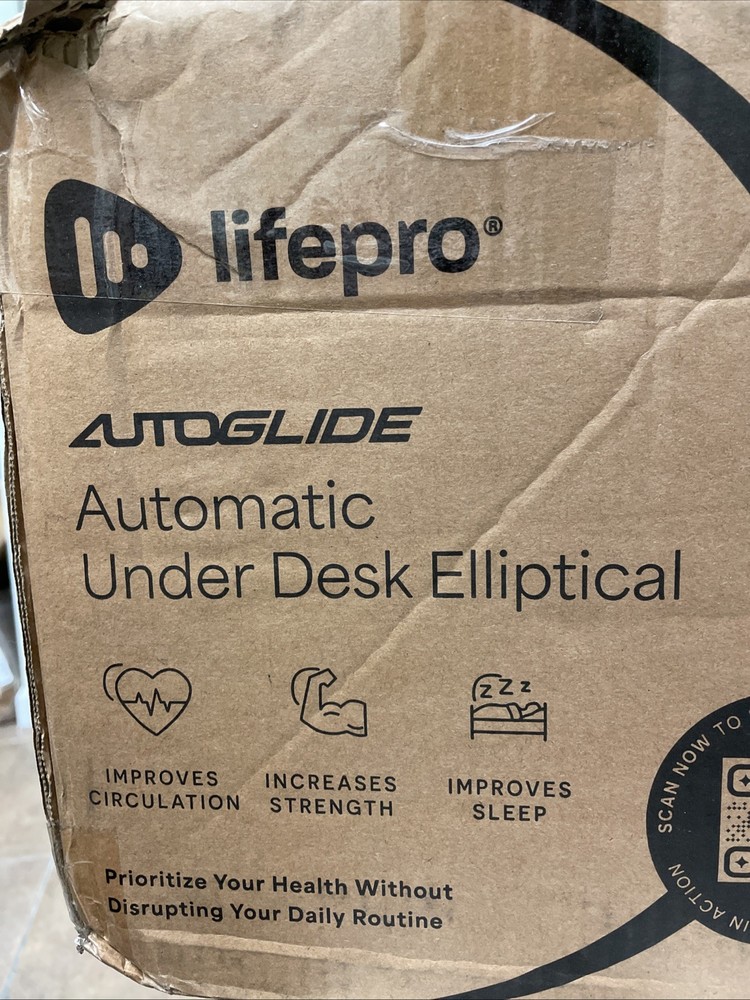 lifepro®
AUTOGLIDE
Automatic
Under Desk Elliptical
zZz
IMPROVES
CIRCULATION
INCREASES
STRENGTH
IMPROVES
SLEEP
Prioritize Your Health Without
Disrupting Your Daily Routine
SCAN NOW TO
IN ACTION